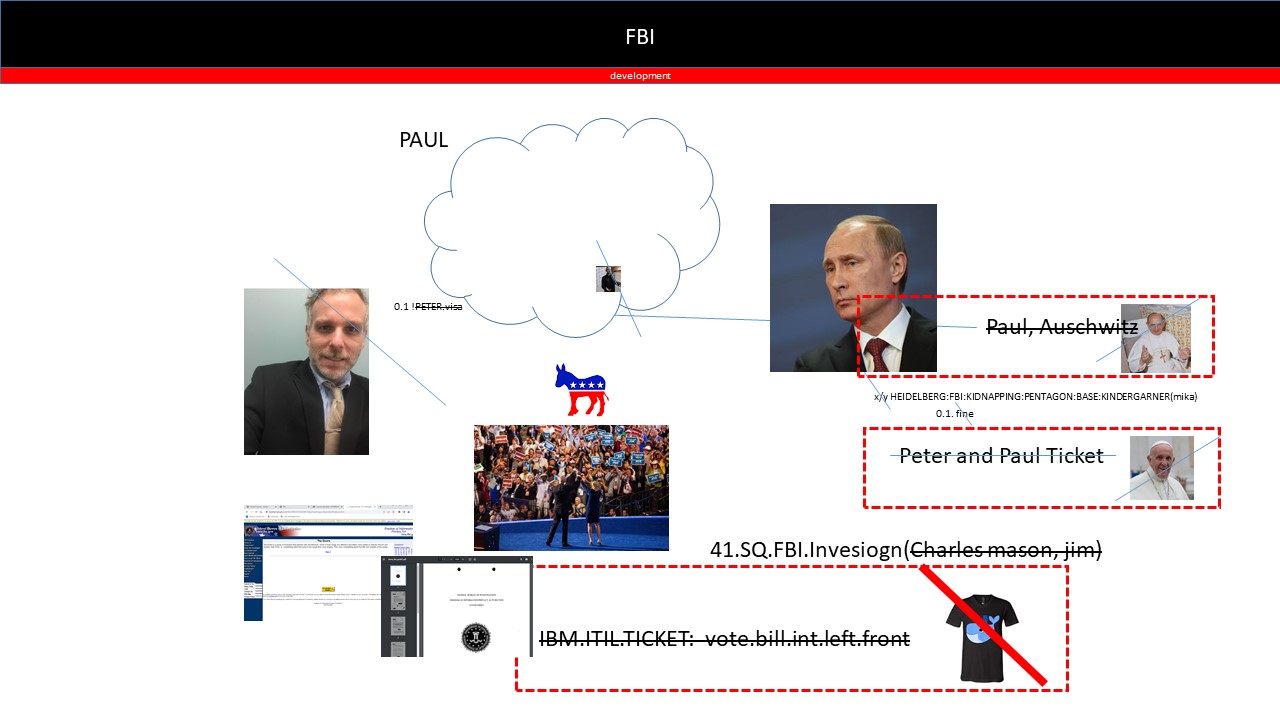 FBI
development
PAUL
0.1 !PETER.visa
Paul, Auschwitz
x/y HEIDELBERG:FBI:KIDNAPPING:PENTAGON:BASE:KINDERGARNER(mika)
0.1. fine
Peter and Paul Ticket
41.SQ.FBI.Invesiogn(Charles mason, jim)
IBM.ITIL.TICKET:  vote.bill.int.left.front